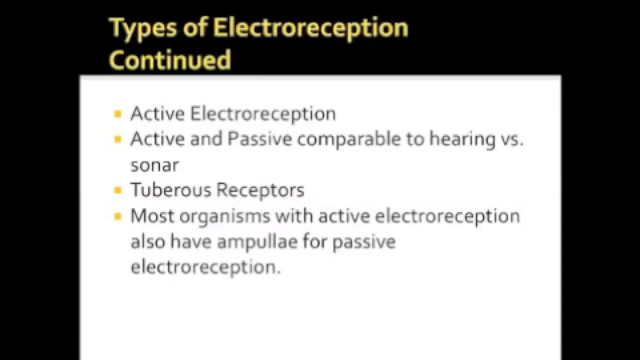 Types of Electroreception
Continued
Active Electroreception
Active and Passive comparable to hearing vs.
sonar
Tuberous Receptors
Most organisms with active electroreception
also have ampullae for passive
electroreception.